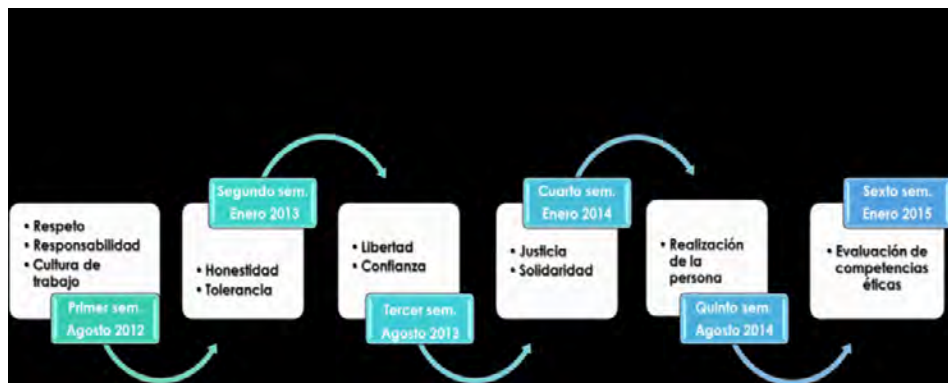 • Respeto
• Responsabilidad
• Cultura de
trabajo
Primer sem.
Agosto 2012
Segundo sem.
Enero 2013
• Honestidad
• Tolerancia
• Libertad
• Confianza
Tercer sem.
Agosto 2013
Cuarto sem.
Enero 2014
• Justicia
• Solidaridad
• Realización
de la
persona
Quinto sem.
Agosto 2014
Sexto sem.
Enero 2015
• Evaluación de
competencias
éticas